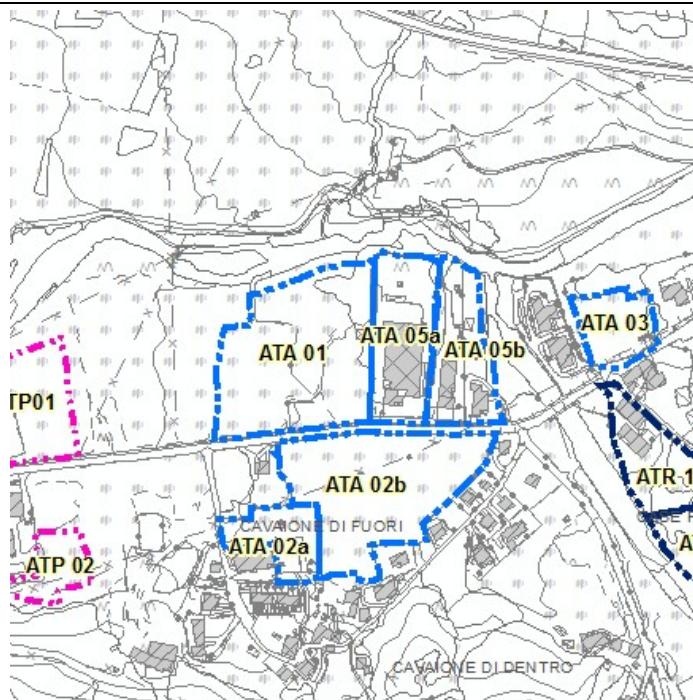 ATA 03
ATA 05a
ATA 01
ATA 05b
TP01
ATR 1
ATA 02b
CAVAIONE DI FUORI
ATA 02a
ATP 02
CAVAIONE DI DENTRO